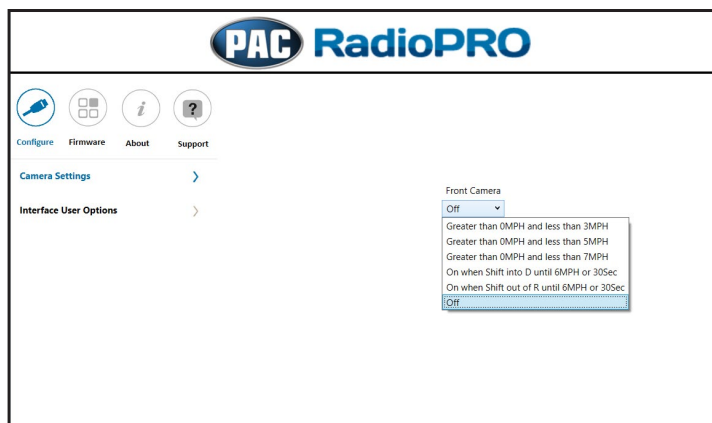 PAC RadioPRO
i
?
Configure Firmware About Support
Camera Settings
Interface User Options
Front Camera
Off
Greater than 0MPH and less than 3MPH
Greater than 0MPH and less than 5MPH
Greater than 0MPH and less than 7MPH
On when Shift into D until 6MPH or 30Sec
On when Shift out of R until 6MPH or 30Sec
Off